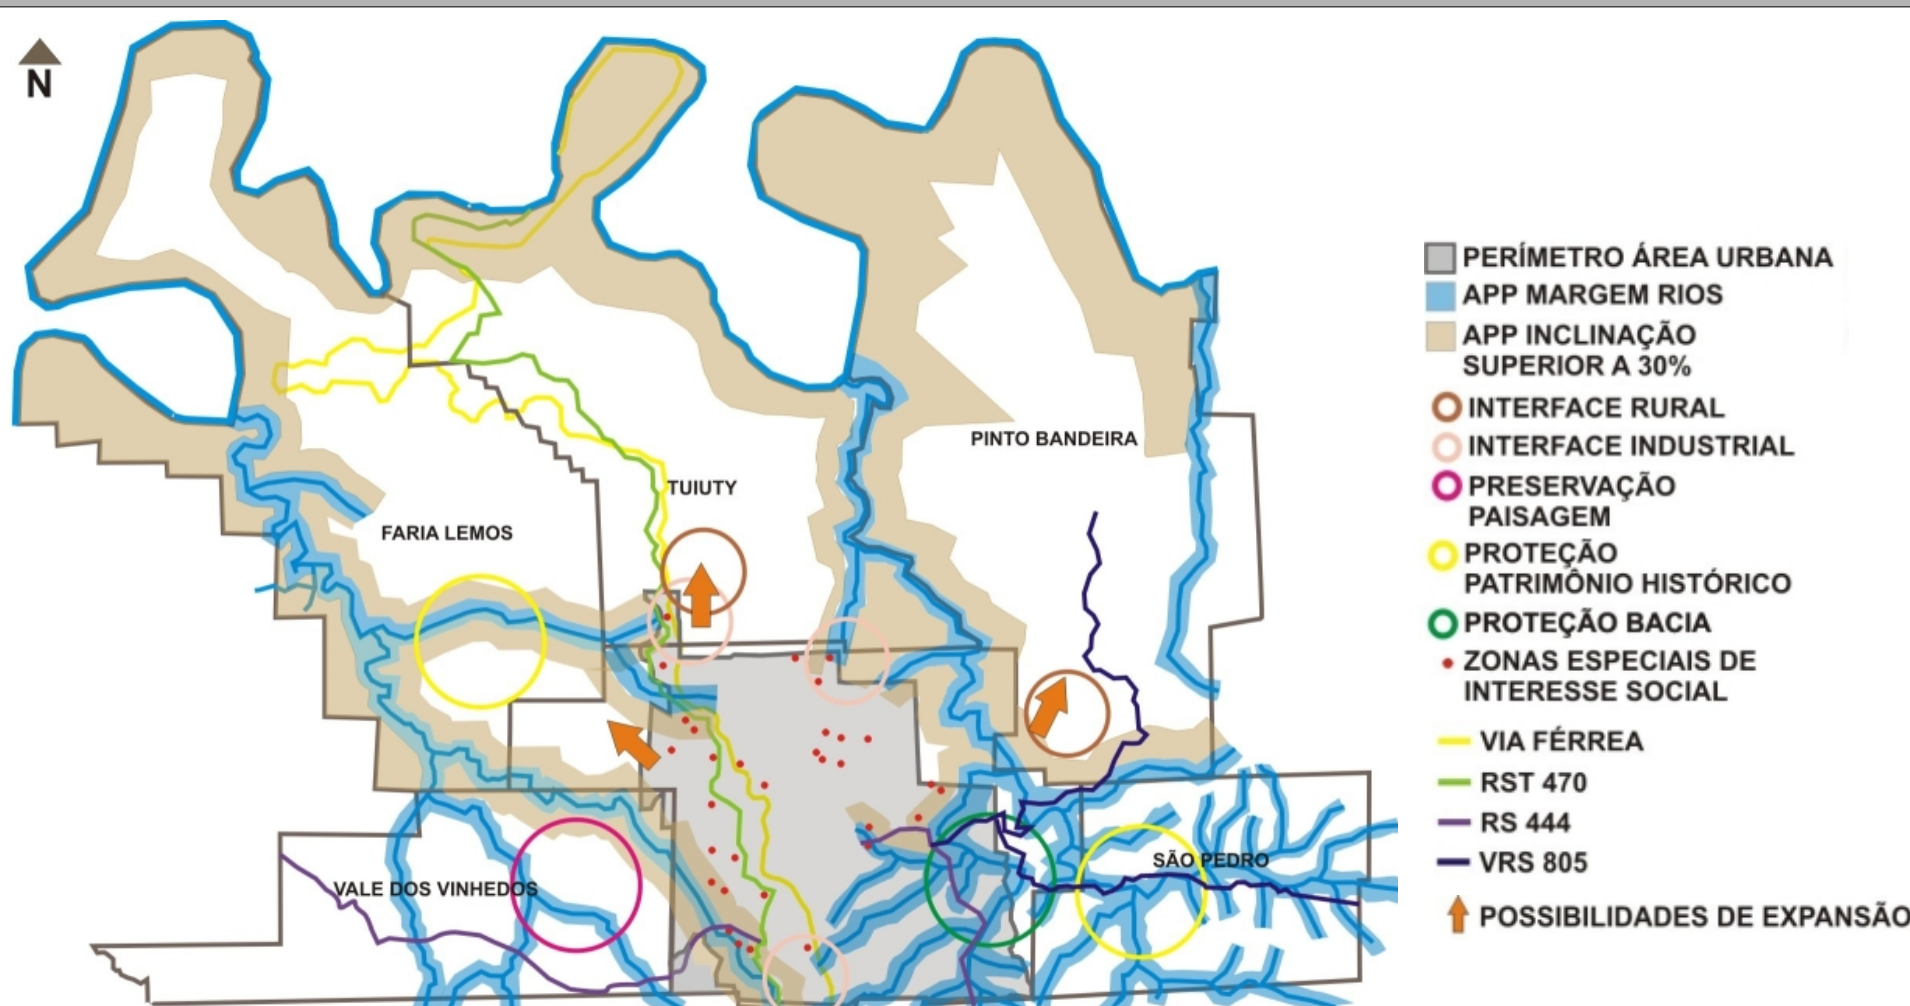 N
PINTO BANDEIRA
TUIUTY
FARIA LEMOS
SÃO PEDRO
VALE DOS VINHEDOS
PERÍMETRO ÁREA URBANA
APP MARGEM RIOS
APP INCLINAÇÃO
SUPERIOR A 30%
INTERFACE RURAL
INTERFACE INDUSTRIAL
PRESERVAÇÃO
PAISAGEM
PROTEÇÃO
PATRIMÔNIO HISTÓRICO
PROTEÇÃO BACIA
ZONAS ESPECIAIS DE
INTERESSE SOCIAL
VIA FÉRREA
RST 470
RS 444
VRS 805
POSSIBILIDADES DE EXPANSÃO